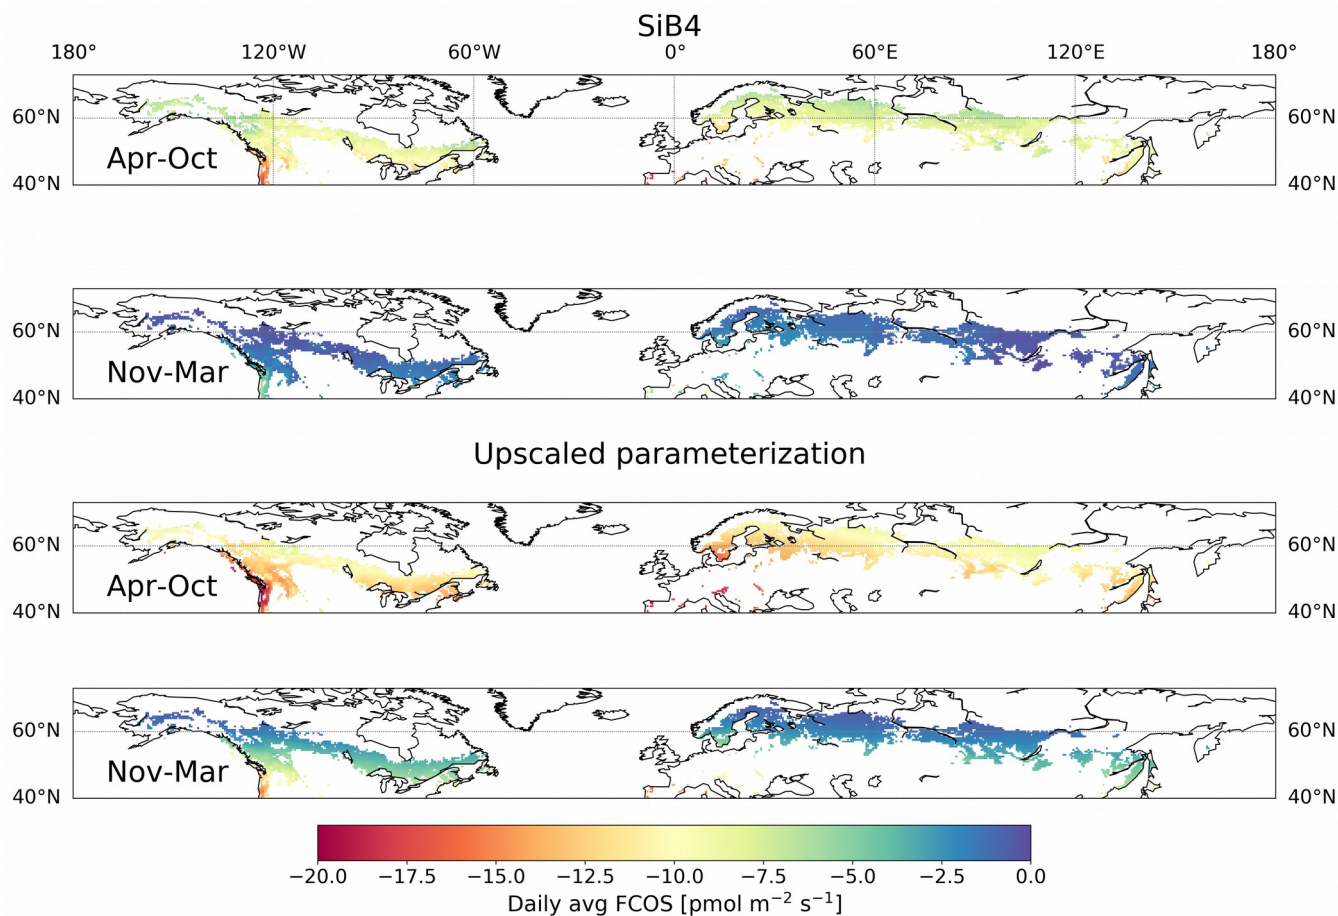 SiB4
180° 120°W 60°W 0° 60°E 120°E 180°
60°N 60°N
Apr-Oct
40°N 40°N
60°N 60°N
Nov-Mar
40°N 40°N
Upscaled parameterization
60°N 60°N
Apr-Oct
40°N 40°N
60°N 60°N
Nov-Mar
40°N 40°N
−20.0 −17.5 −15.0 −12.5 −10.0 −7.5 −5.0 −2.5 0.0
Daily avg FCOS [pmol m⁻² s⁻¹]